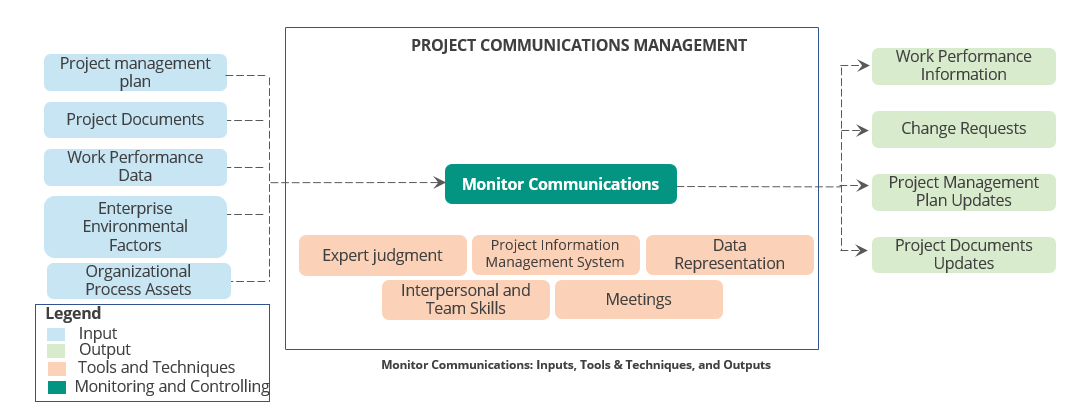 PROJECT COMMUNICATIONS MANAGEMENT
Project management
plan
Project Documents
Work Performance
Data
Enterprise
Environmental
Factors
Organizational
Process Assets
Monitor Communications
Expert judgment
Project Information
Management System
Data
Representation
Interpersonal and
Team Skills
Meetings
Work Performance
Information
Change Requests
Project Management
Plan Updates
Project Documents
Updates
Legend
Input
Output
Tools and Techniques
Monitoring and Controlling
Monitor Communications: Inputs, Tools & Techniques, and Outputs